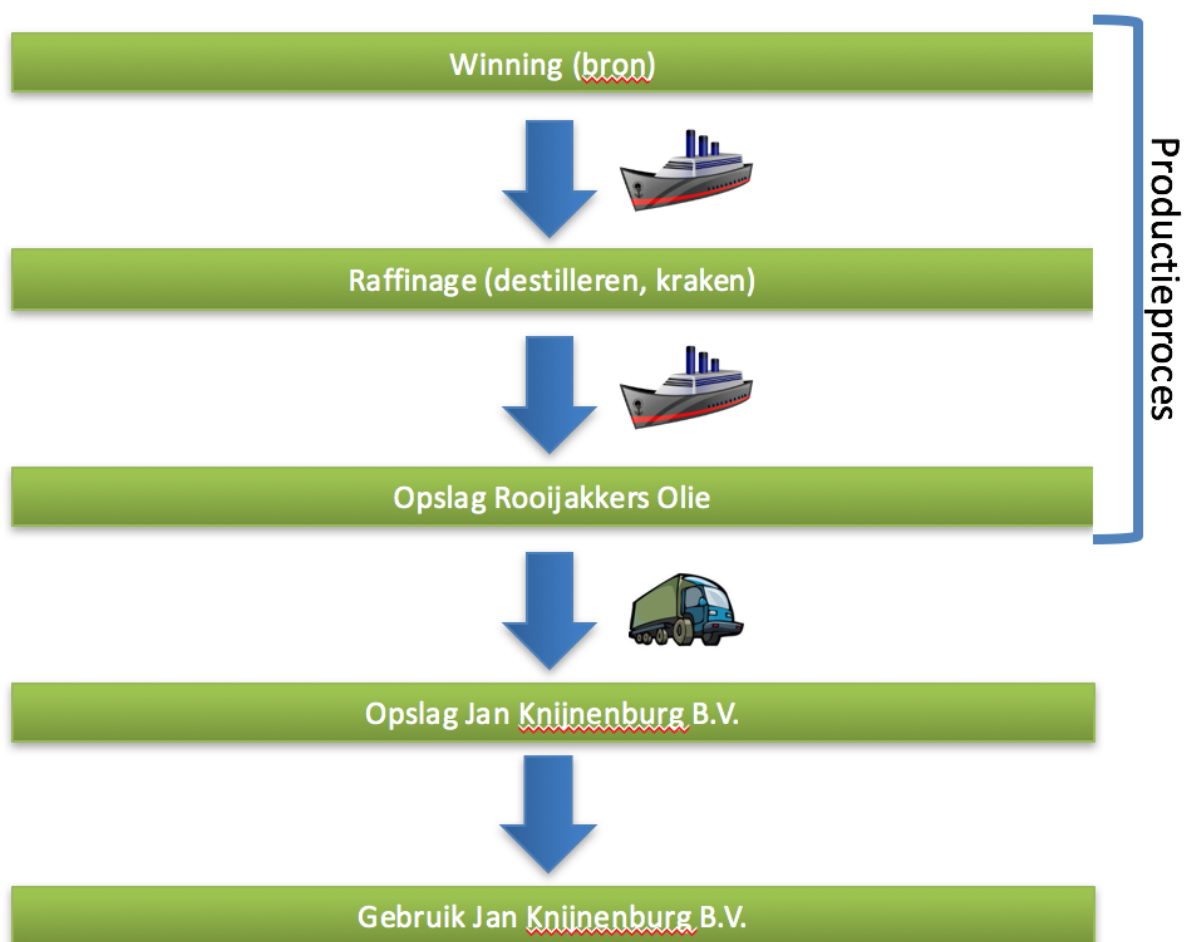 Winning (bron)
Raffinage (destilleren, kraken)
Opslag Rooijakkers Olie
Productieproces
Opslag Jan Knijnenburg B.V.
Gebruik Jan Knijnenburg B.V.